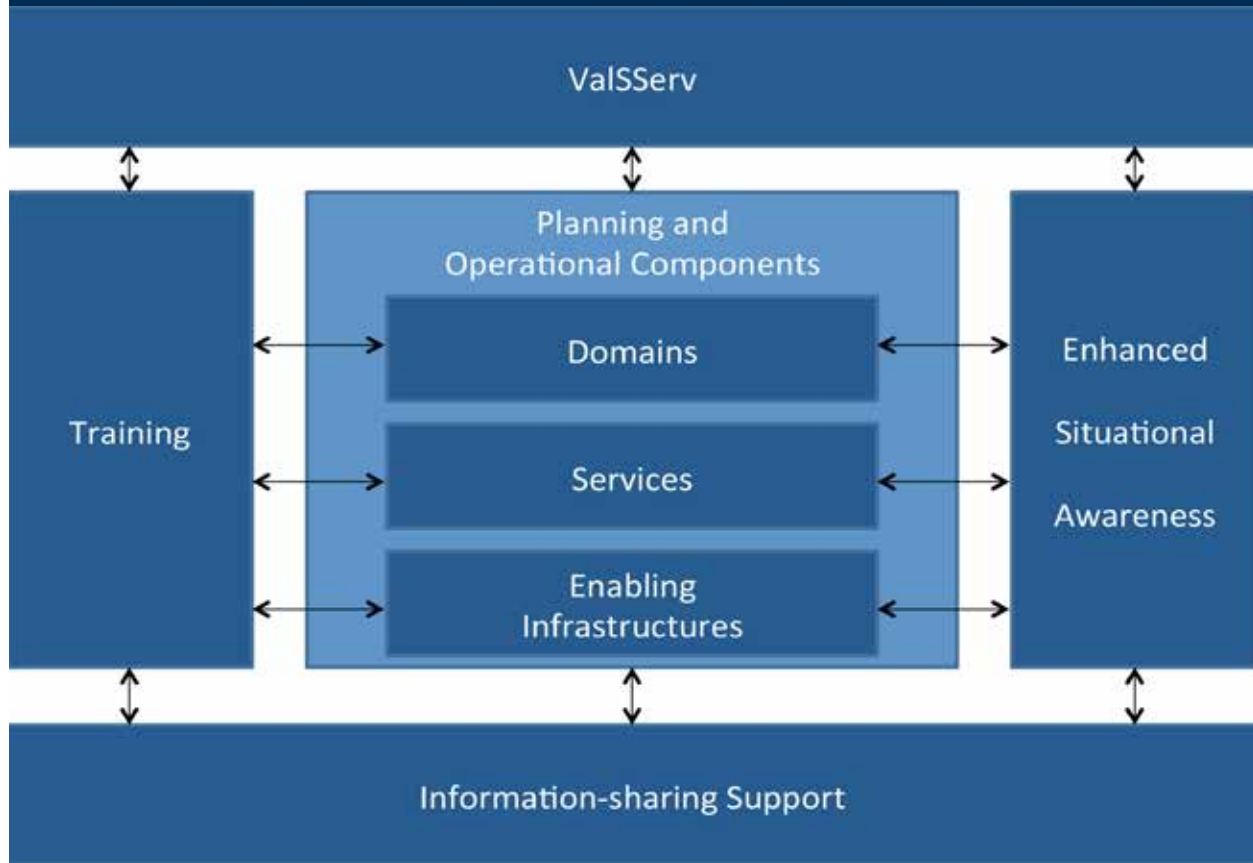 ValSServ
Planning and
Operational Components
Training
Domains
Services
Enabling
Infrastructures
Enhanced
Situational
Awareness
Information-sharing Support